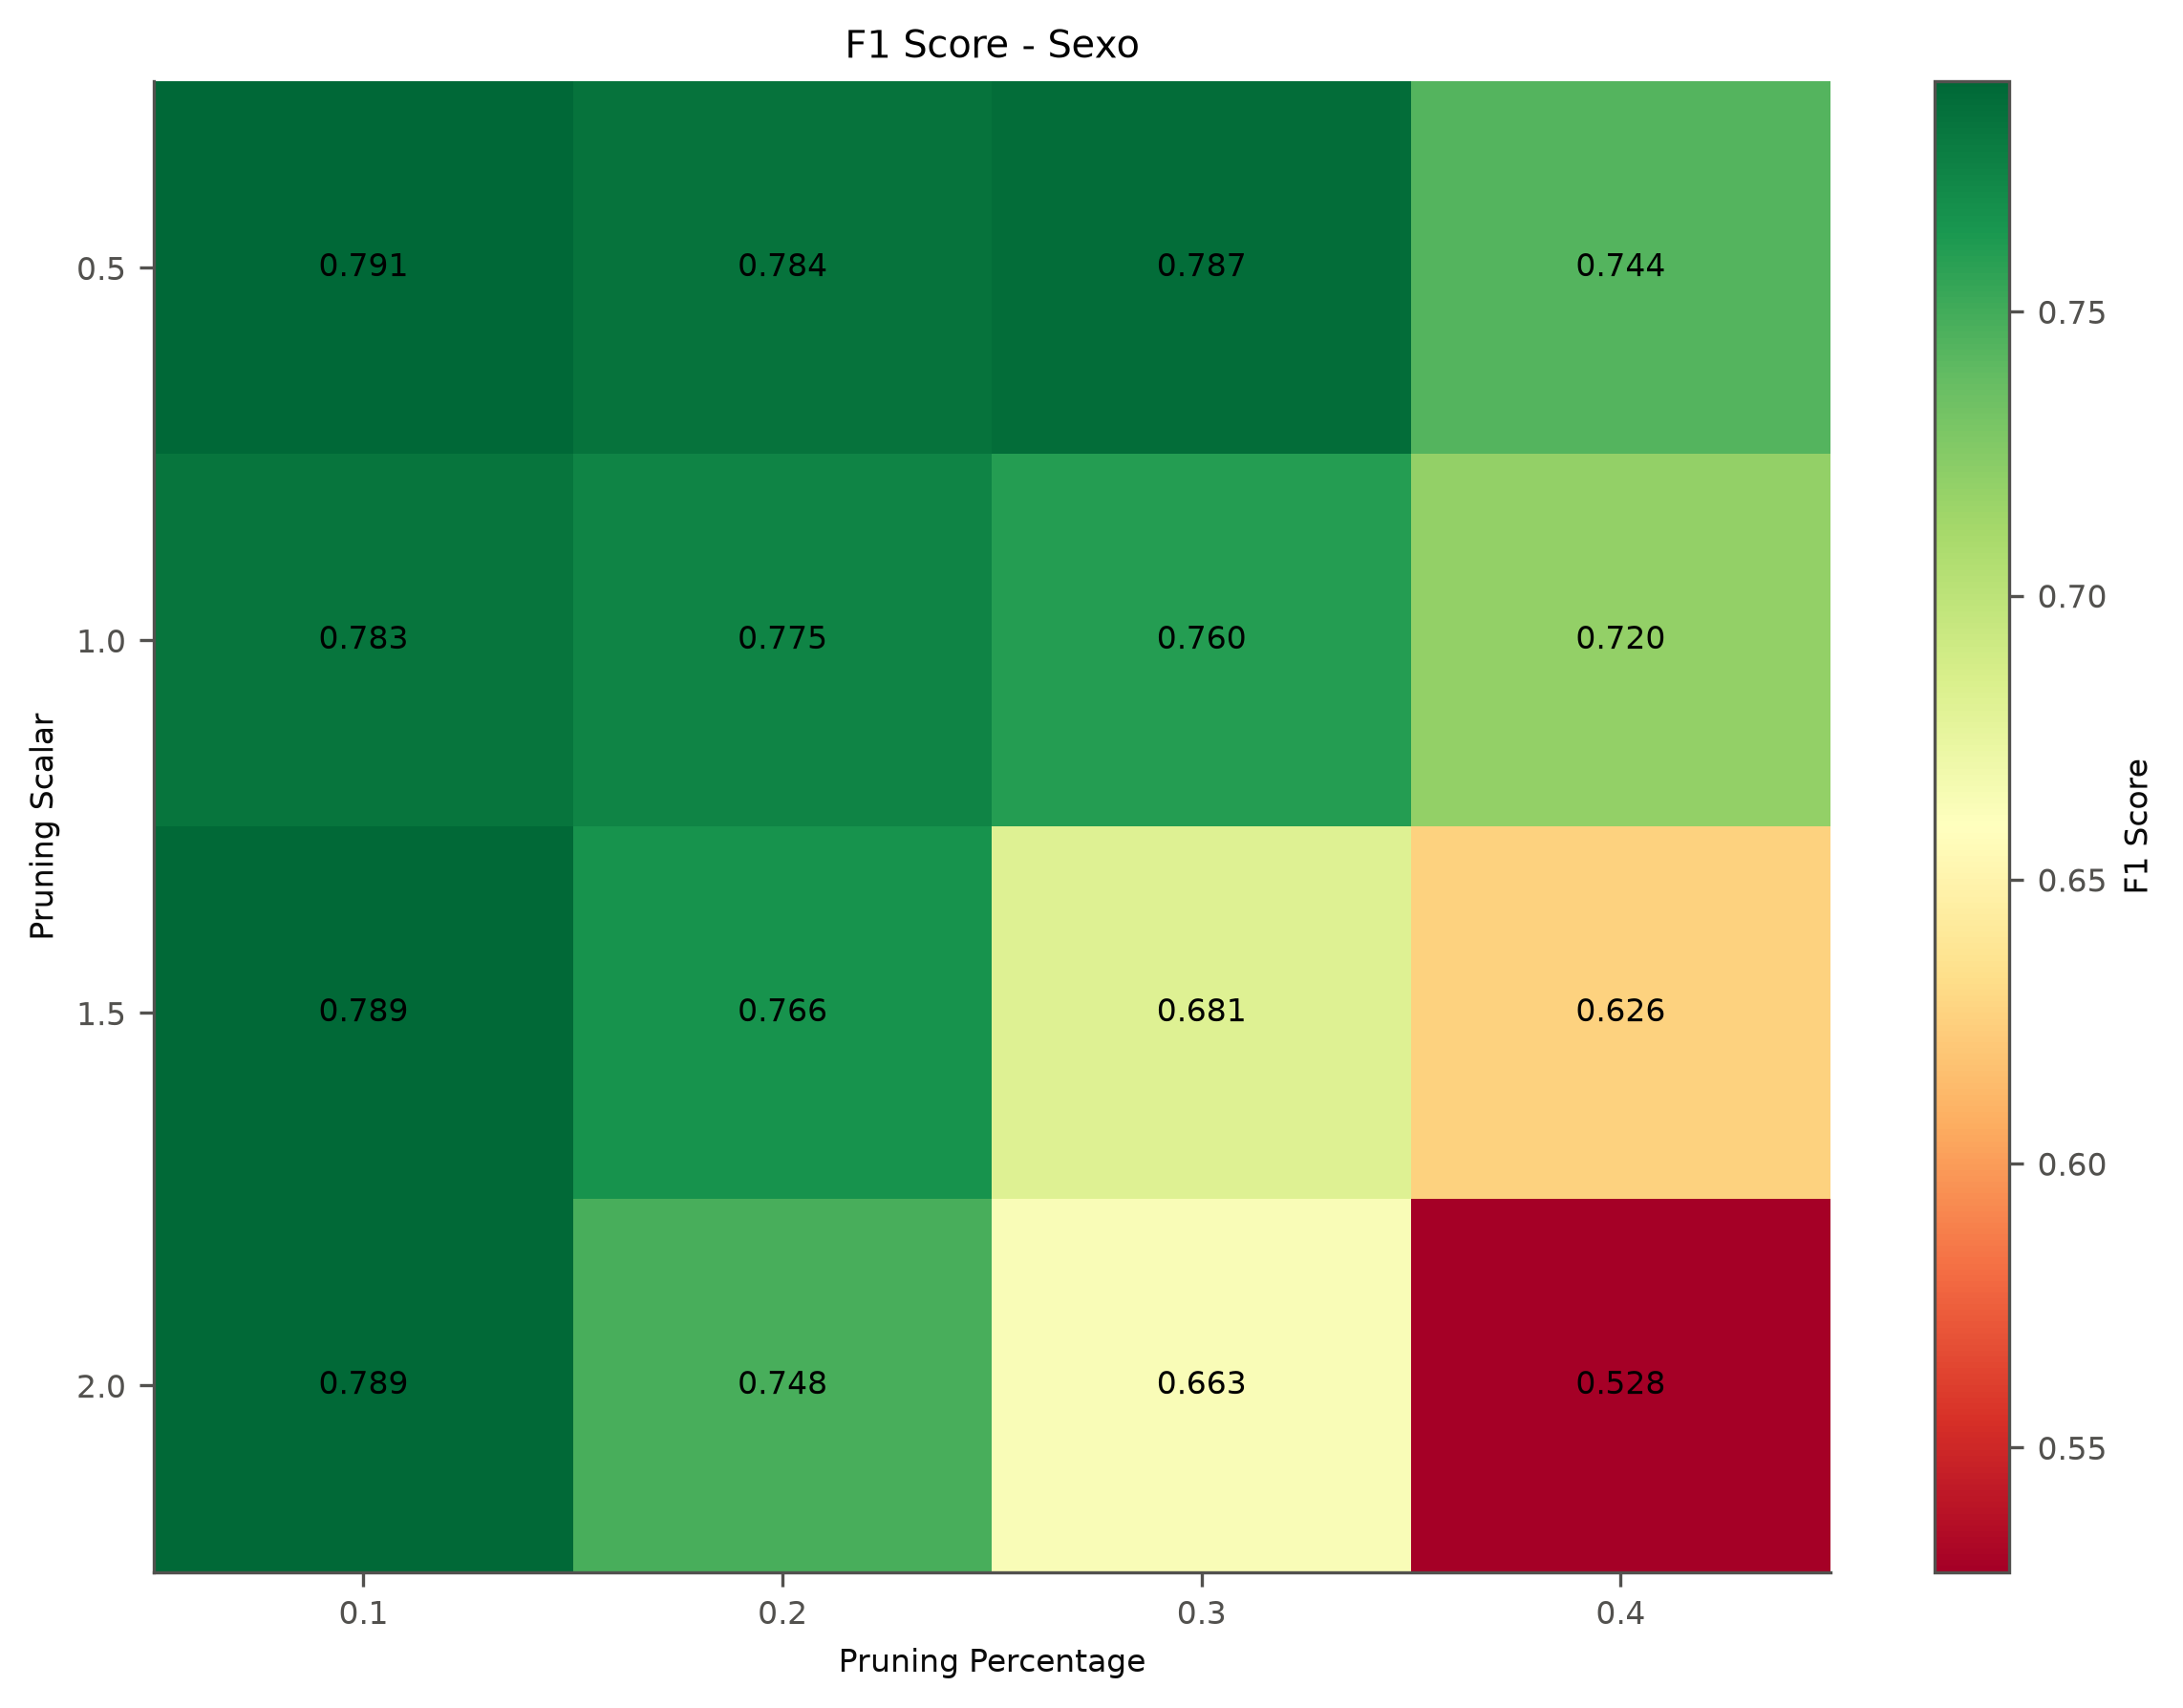 F1 Score - Sexo
0.5 0.791 0.784 0.787 0.744
1.0 0.783 0.775 0.760 0.720
1.5 0.789 0.766 0.681 0.626
2.0 0.789 0.748 0.663 0.528
0.1 0.2 0.3 0.4
Pruning Percentage
Pruning Scalar
0.75
0.70
0.65
0.60
0.55
F1 Score